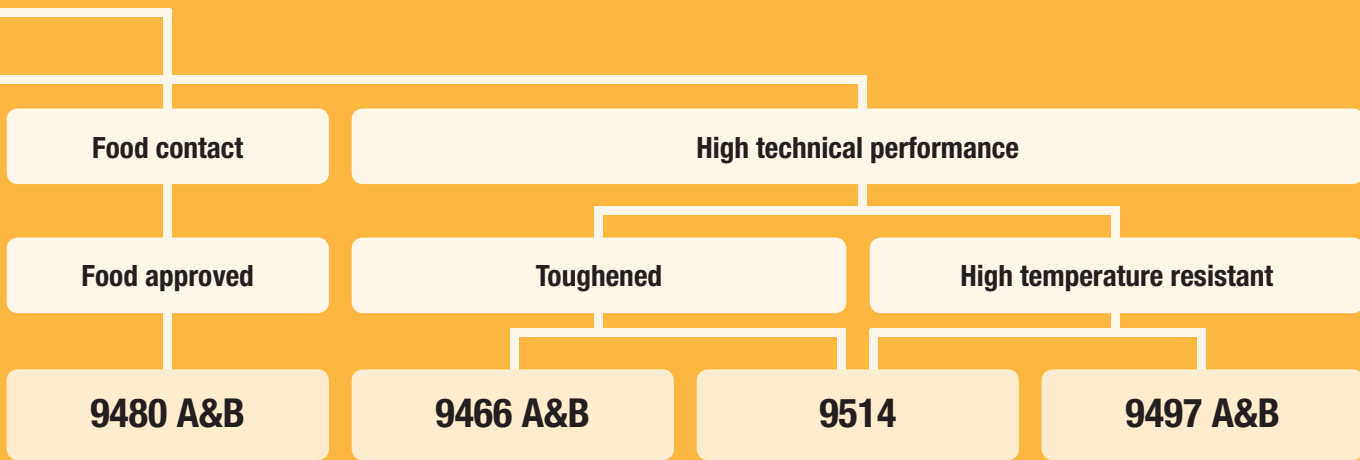 Food contact
High technical performance
Food approved
Toughened
High temperature resistant
9480 A&B
9466 A&B
9514
9497 A&B